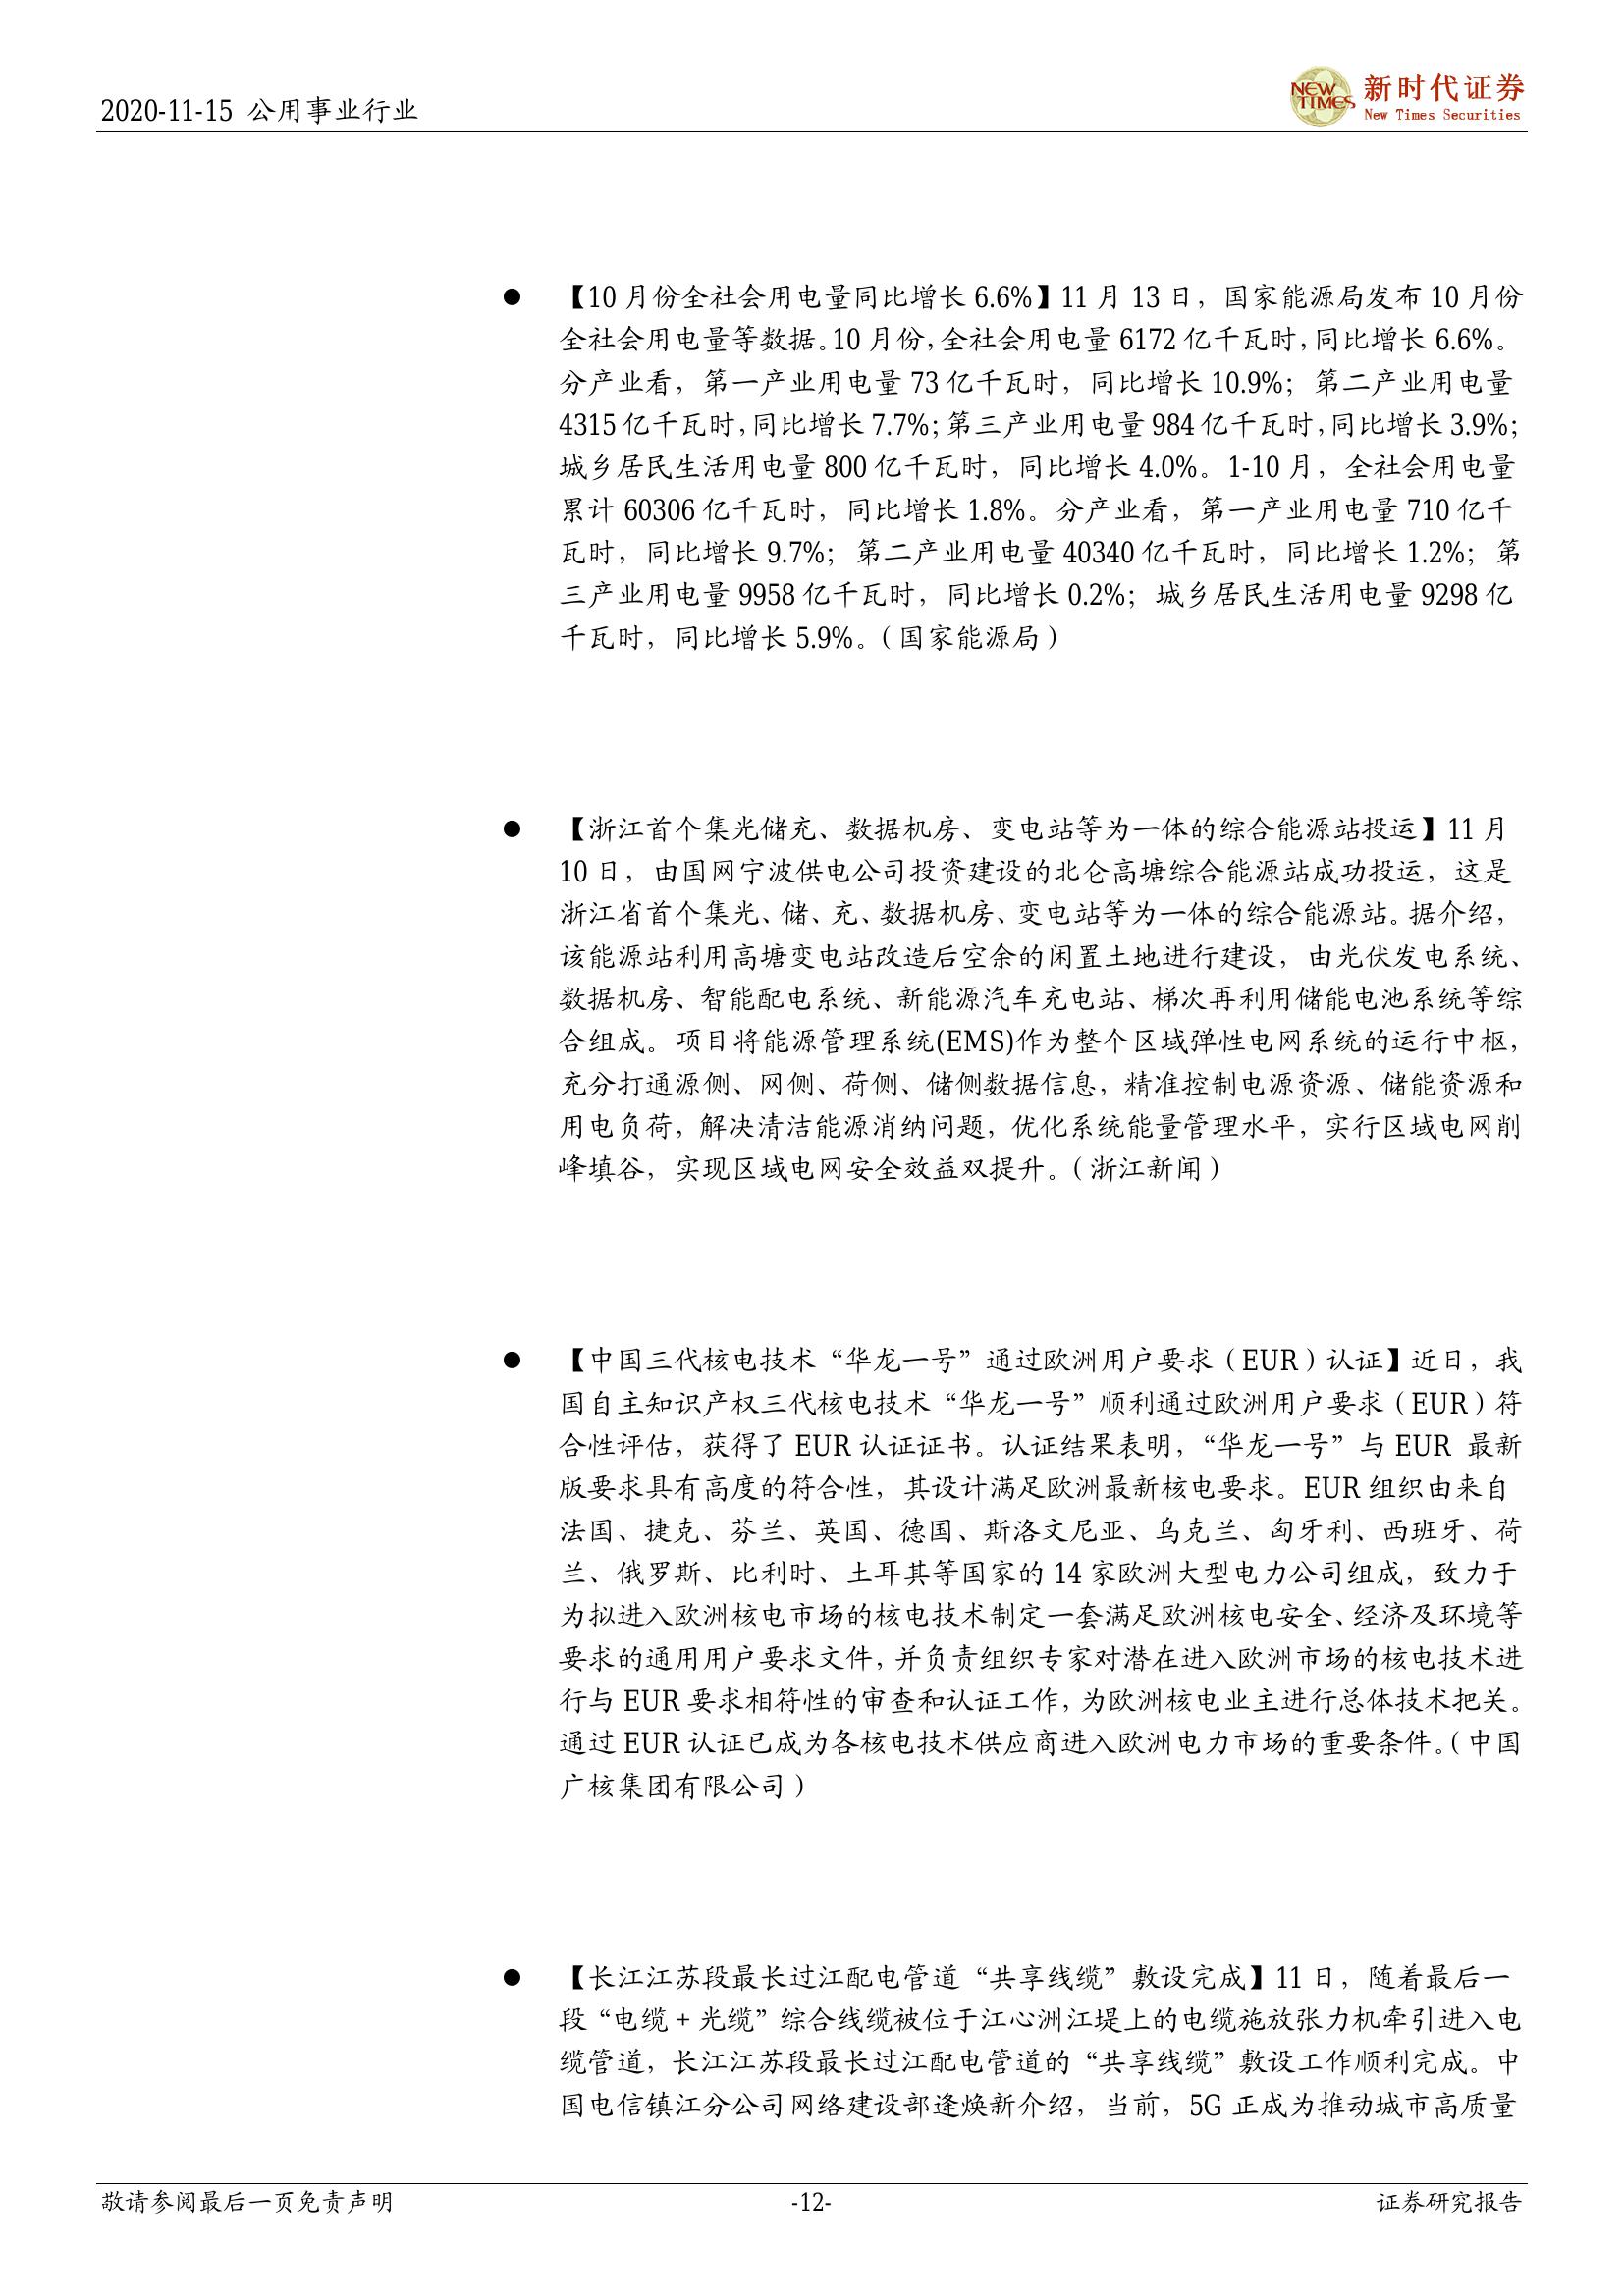 2020-11-15 公用事业行业
NEW TIMES 新时代证券
New Times Securities
● 【10 月份全社会用电量同比增长 6.6%】11 月 13 日，国家能源局发布 10 月份
全社会用电量等数据。10 月份，全社会用电量 6172 亿千瓦时，同比增长 6.6%。
分产业看，第一产业用电量 73 亿千瓦时，同比增长 10.9%；第二产业用电量
4315 亿千瓦时，同比增长 7.7%；第三产业用电量 984 亿千瓦时，同比增长 3.9%；
城乡居民生活用电量 800 亿千瓦时，同比增长 4.0%。1-10 月，全社会用电量
累计 60306 亿千瓦时，同比增长 1.8%。分产业看，第一产业用电量 710 亿千
瓦时，同比增长 9.7%；第二产业用电量 40340 亿千瓦时，同比增长 1.2%；第
三产业用电量 9958 亿千瓦时，同比增长 0.2%；城乡居民生活用电量 9298 亿
千瓦时，同比增长 5.9%。（国家能源局）
● 【浙江首个集光储充、数据机房、变电站等为一体的综合能源站投运】11 月
10 日，由国网宁波供电公司投资建设的北仑高塘综合能源站成功投运，这是
浙江省首个集光、储、充、数据机房、变电站等为一体的综合能源站。据介绍，
该能源站利用高塘变电站改造后空余的闲置土地进行建设，由光伏发电系统、
数据机房、智能配电系统、新能源汽车充电站、梯次再利用储能电池系统等综
合组成。项目将能源管理系统(EMS)作为整个区域弹性电网系统的运行中枢，
充分打通源侧、网侧、荷侧、储侧数据信息，精准控制电源资源、储能资源和
用电负荷，解决清洁能源消纳问题，优化系统能量管理水平，实行区域电网削
峰填谷，实现区域电网安全效益双提升。（浙江新闻）
● 【中国三代核电技术“华龙一号”通过欧洲用户要求（EUR）认证】近日，我
国自主知识产权三代核电技术“华龙一号”顺利通过欧洲用户要求（EUR）符
合性评估，获得了 EUR 认证证书。认证结果表明，“华龙一号”与 EUR 最新
版要求具有高度的符合性，其设计满足欧洲最新核电要求。EUR 组织由来自
法国、捷克、芬兰、英国、德国、斯洛文尼亚、乌克兰、匈牙利、西班牙、荷
兰、俄罗斯、比利时、土耳其等国家的 14 家欧洲大型电力公司组成，致力于
为拟进入欧洲核电市场的核电技术制定一套满足欧洲核电安全、经济及环境等
要求的通用用户要求文件，并负责组织专家对潜在进入欧洲市场的核电技术进
行与 EUR 要求相符性的审查和认证工作，为欧洲核电业主进行总体技术把关。
通过 EUR 认证已成为各核电技术供应商进入欧洲电力市场的重要条件。（中国
广核集团有限公司）
● 【长江江苏段最长过江配电管道“共享线缆”敷设完成】11 日，随着最后一
段“电缆＋光缆”综合线缆被位于江心洲江堤上的电缆施放张力机牵引进入电
缆管道，长江江苏段最长过江配电管道的“共享线缆”敷设工作顺利完成。中
国电信镇江分公司网络建设部逄焕新介绍，当前，5G 正成为推动城市高质量
敬请参阅最后一页免责声明 -12- 证券研究报告